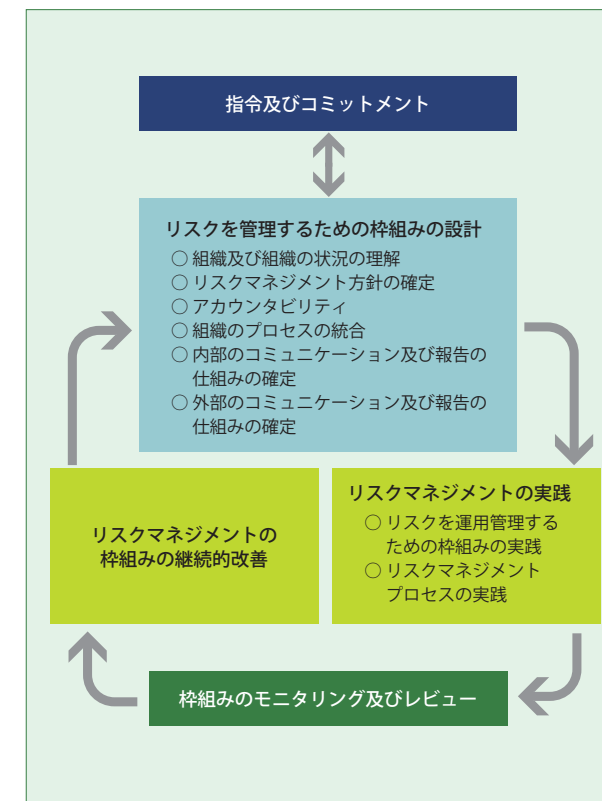 指令及びコミットメント
リスクを管理するための枠組みの設計
○ 組織及び組織の状況の理解
○ リスクマネジメント方針の確定
○ アカウンタビリティ
○ 組織のプロセスの統合
○ 内部のコミュニケーション及び報告の
仕組みの確定
○ 外部のコミュニケーション及び報告の
仕組みの確定
リスクマネジメントの
枠組みの継続的改善
リスクマネジメントの実践
○ リスクを運用管理する
ための枠組みの実践
○ リスクマネジメント
プロセスの実践
枠組みのモニタリング及びレビュー